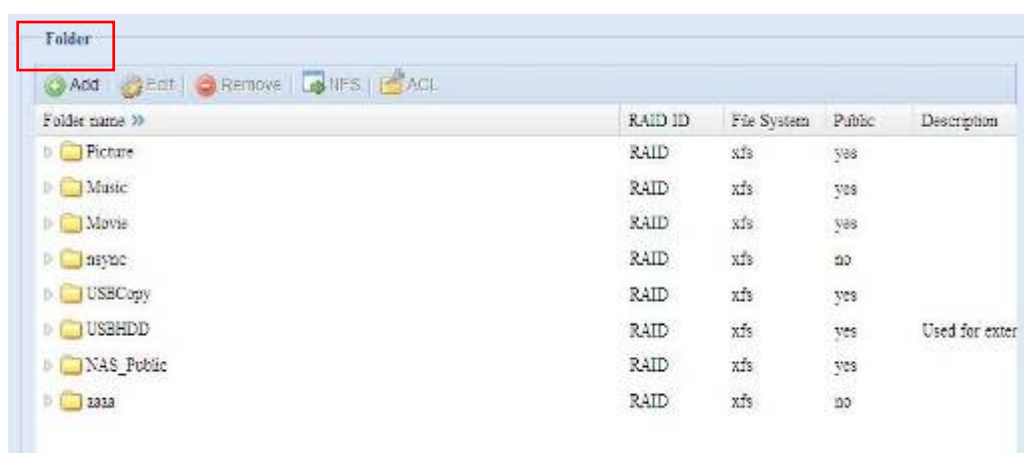 Folder
Add Edit Remove NFS ACL
Folder name RAID ID File System Public Description
Picture RAID xfs yes
Music RAID xfs yes
Movie RAID xfs yes
nsync RAID xfs no
USBCopy RAID xfs yes
USBHDD RAID xfs yes Used for exter
NAS_Public RAID xfs yes
aaaa RAID xfs no